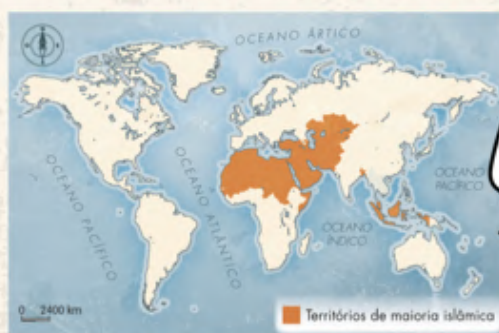 OCEANO ÁRTICO
OCEANO PACÍFICO
OCEANO ATLÂNTICO
OCEANO
ÍNDICO
OCEANO
PACÍFICO
0 2400 km
Territórios de maioria islâmica